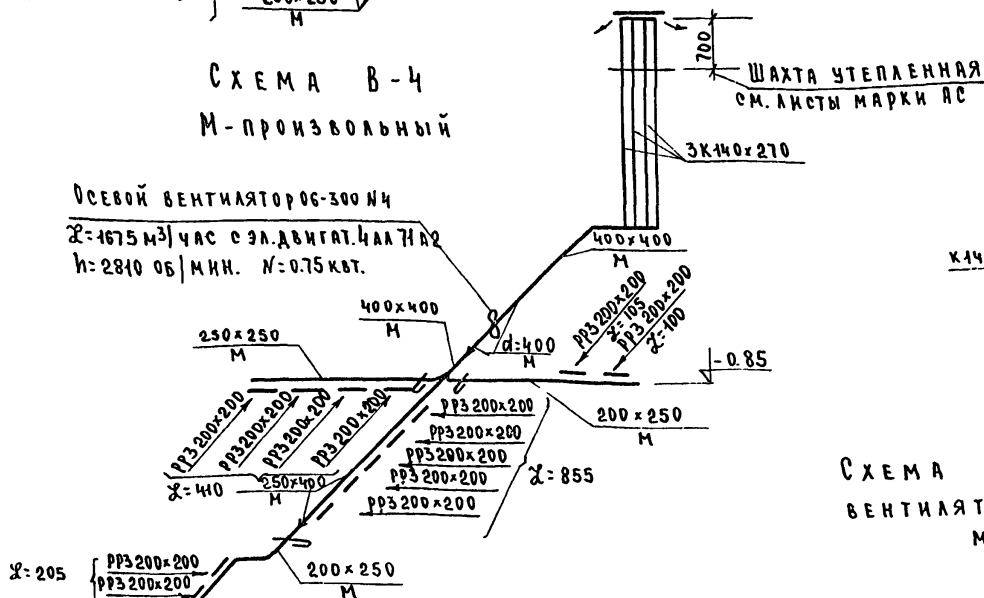 200×250
М
СХЕМА В-4
М-ПРОИЗВОЛЬНЫЙ
700
ШАХТА УТЕПЛЕННАЯ
СМ. ЛИСТЫ МАРКИ АС
3К140×270
ОСЕВОЙ ВЕНТИЛЯТОР 06-300 N4
L=1675 М³/ЧАС С ЭЛ.ДВИГАТ. 4АА71А2
n=2810 ОБ/МИН. N=0.75 КВТ.
400×400
М
К14
РР3 200×200
L=105
РР3 200×200
L=100
400×400
М
d=400
М
250×250
М
-0.85
200×250
М
РР3 200×200
РР3 200×200
РР3 200×200
РР3 200×200
L=410
250×400
М
РР3 200×200
РР3 200×200
РР3 200×200
РР3 200×200
РР3 200×200
L=855
СХЕМА
ВЕНТИЛЯТ
М
L=205
РР3 200×200
РР3 200×200
200×250
М